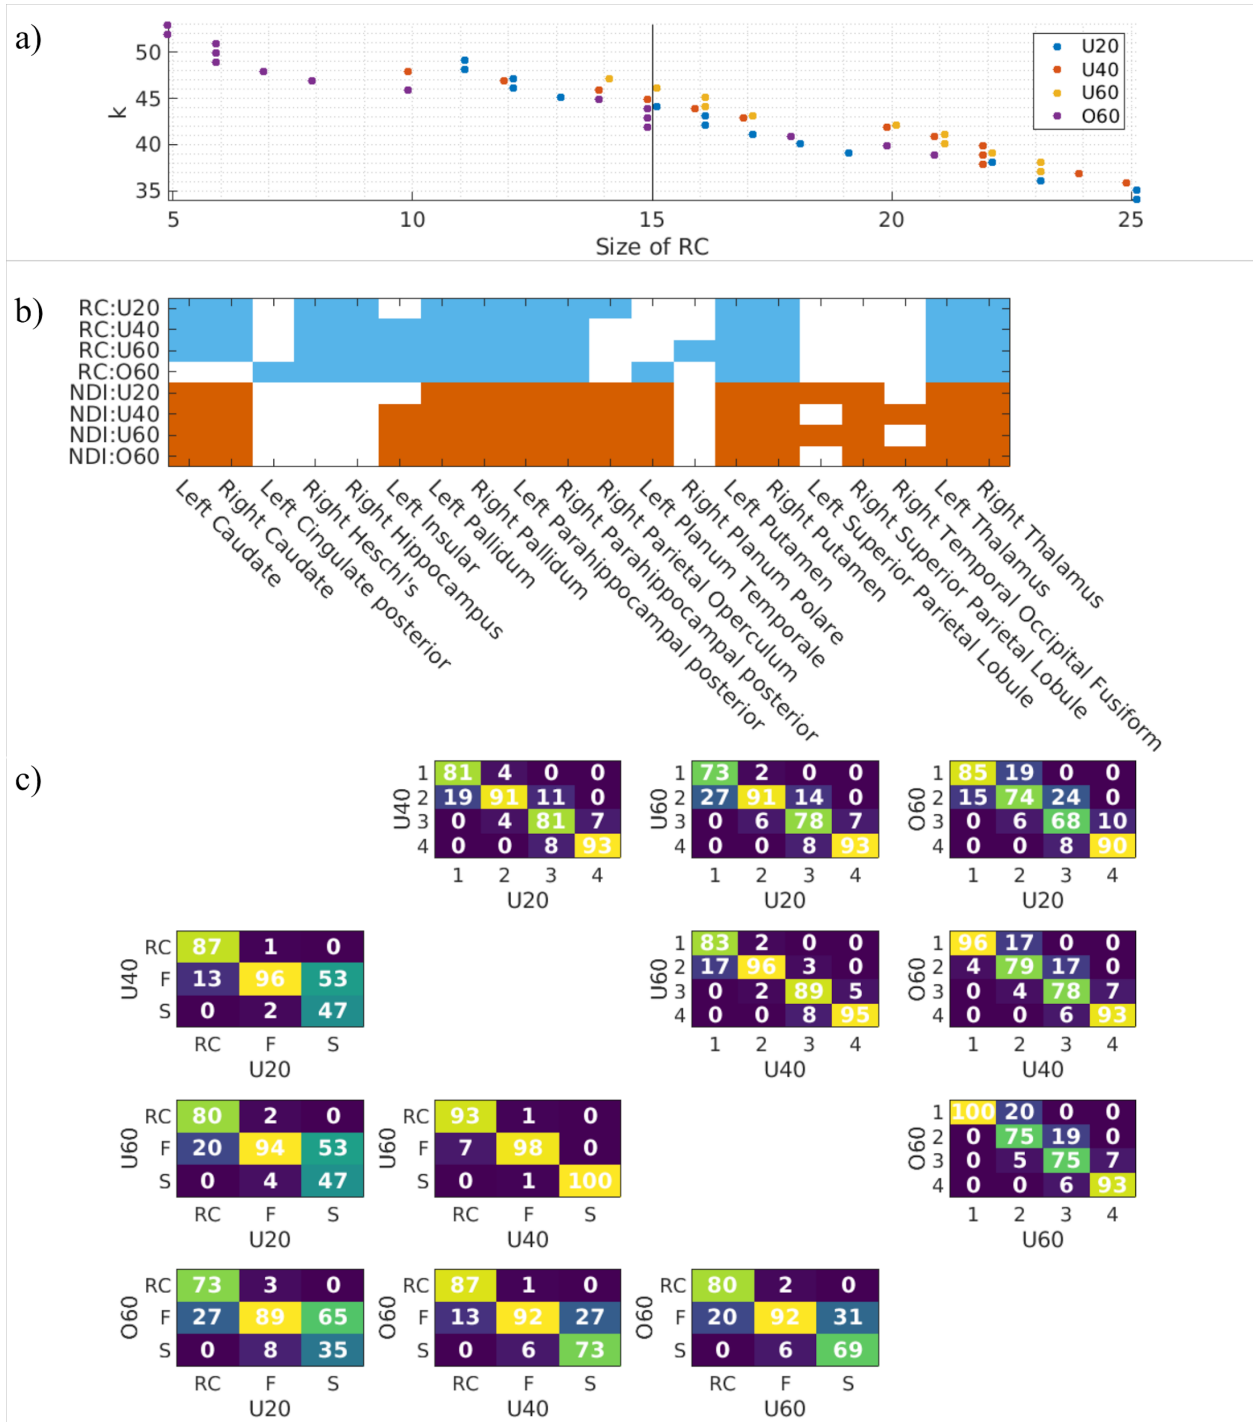 a)
50
45
40
35
k
5 10 15 20 25
Size of RC
U20
U40
U60
O60
b)
RC:U20
RC:U40
RC:U60
RC:O60
NDI:U20
NDI:U40
NDI:U60
NDI:O60
Left Caudate
Right Caudate
Left Cingulate posterior
Right Heschl's
Right Hippocampus
Left Insular
Left Pallidum
Right Pallidum
Left Parahippocampal posterior
Right Parahippocampal posterior
Right Parietal Operculum
Left Planum Temporale
Right Planum Polare
Left Putamen
Right Putamen
Left Superior Parietal Lobule
Right Superior Parietal Lobule
Right Temporal Occipital Fusiform
Left Thalamus
Right Thalamus
c)
U40
1 81 4 0 0
2 19 91 11 0
3 0 4 81 7
4 0 0 8 93
1 2 3 4
U20
U60
1 73 2 0 0
2 27 91 14 0
3 0 6 78 7
4 0 0 8 93
1 2 3 4
U20
O60
1 85 19 0 0
2 15 74 24 0
3 0 6 68 10
4 0 0 8 90
1 2 3 4
U20
U40
RC 87 1 0
F 13 96 53
S 0 2 47
RC F S
U20
U60
1 83 2 0 0
2 17 96 3 0
3 0 2 89 5
4 0 0 8 95
1 2 3 4
U40
O60
1 96 17 0 0
2 4 79 17 0
3 0 4 78 7
4 0 0 6 93
1 2 3 4
U40
U60
RC 80 2 0
F 20 94 53
S 0 4 47
RC F S
U20
U60
RC 93 1 0
F 7 98 0
S 0 1 100
RC F S
U40
O60
1 100 20 0 0
2 0 75 19 0
3 0 5 75 7
4 0 0 6 93
1 2 3 4
U60
O60
RC 73 3 0
F 27 89 65
S 0 8 35
RC F S
U20
O60
RC 87 1 0
F 13 92 27
S 0 6 73
RC F S
U40
O60
RC 80 2 0
F 20 92 31
S 0 6 69
RC F S
U60